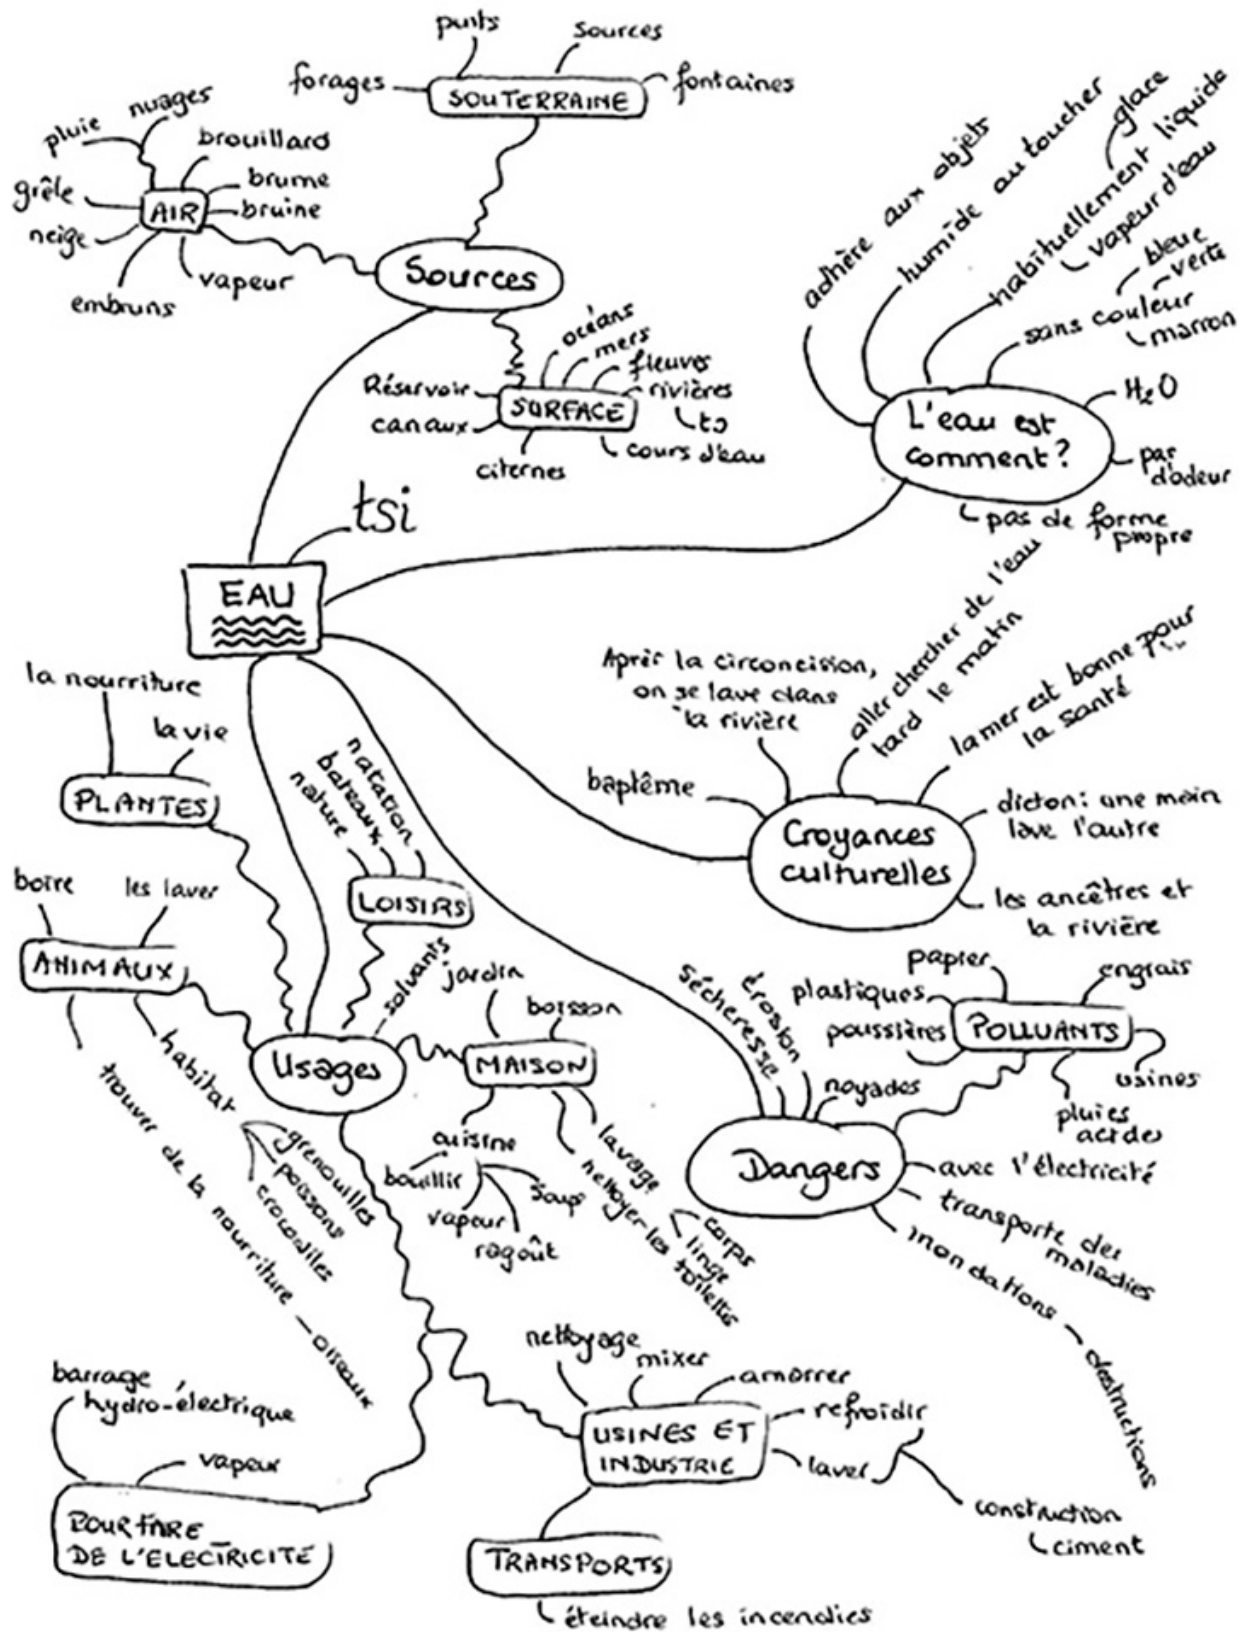 puits
sources
forages
fontaines
SOUTERRAINE
nuages
pluie
brouillard
brume
bruine
grêle
AIR
neige
vapeur
embruns
Sources
océans
mers
fleuves
rivières
Réservoir
SURFACE
canaux
cours d'eau
citernes
adhère aux objets
humide au toucher
glace
habituellement liquide
vapeur d'eau
bleue
verte
sans couleur
marron
L'eau est
comment?
H₂O
pas
d'odeur
pas de forme
propre
tsi
EAU
la nourriture
la vie
PLANTES
natation
bateaux
nature
LOISIRS
Après la circoncision,
on se lave dans
la rivière
aller chercher de l'eau
tard le matin
la mer est bonne pour
la santé
baptême
Croyances
culturelles
dicton: une main
lave l'autre
les ancêtres et
la rivière
boire
les laver
ANIMAUX
habitat
grenouilles
poissons
crocodiles
trouver de la nourriture
oiseaux
Usages
solvants
jardin
boisson
MAISON
cuisine
bouillir
vapeur
soupe
ragoût
lavage
corps
linge
nettoyer les toilettes
sécheresse
érosion
noyades
papier
engrais
plastiques
poussières
POLLUANTS
usines
pluies
acides
Dangers
avec l'électricité
transporte des
maladies
inondations
destructions
barrage
hydro-électrique
vapeur
POUR FAIRE
DE L'ELECTRICITÉ
nettoyage
mixer
amorrer
refroidir
laver
USINES ET
INDUSTRIE
construction
ciment
TRANSPORTS
éteindre les incendies